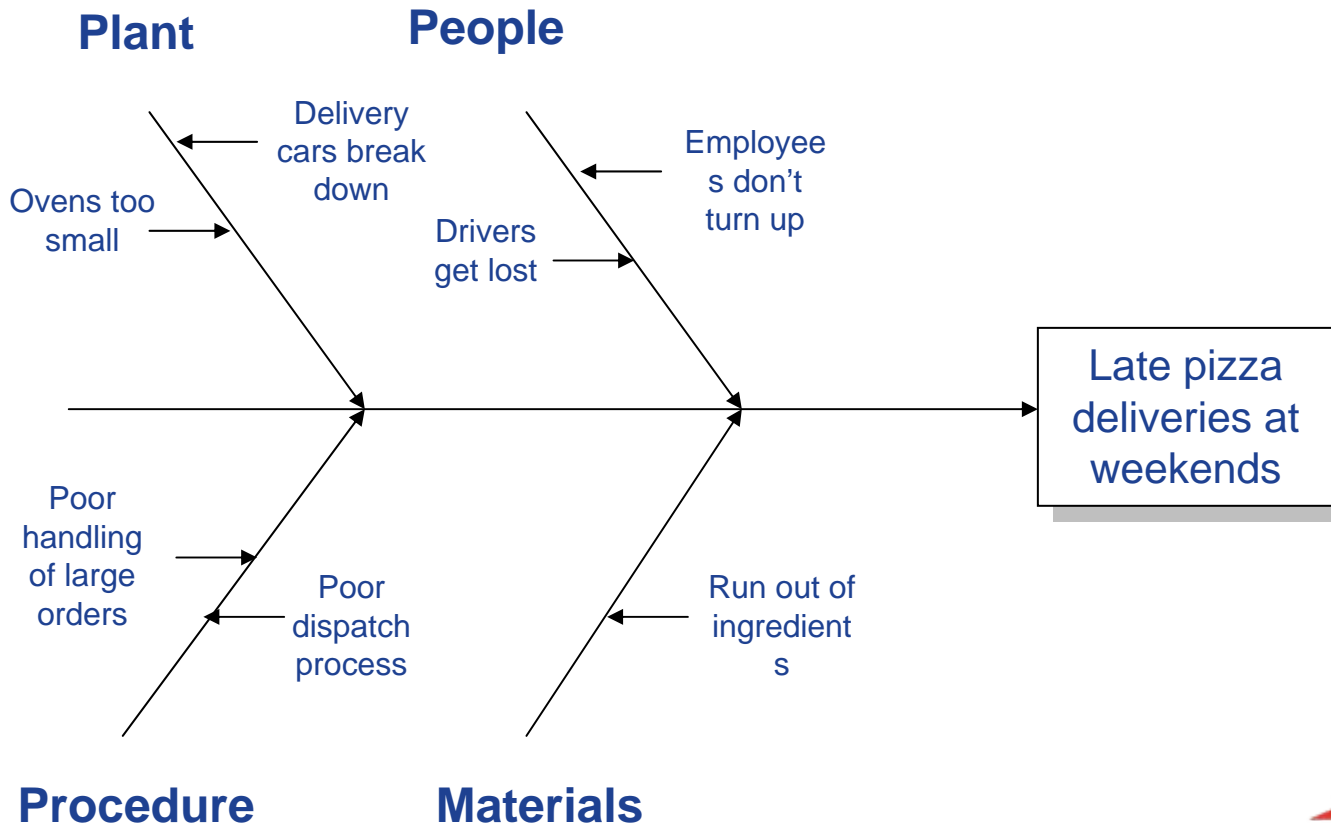 Plant
People
Delivery
cars break
down
Ovens too
small
Employee
s don't
turn up
Drivers
get lost
Late pizza
deliveries at
weekends
Poor
handling
of large
orders
Poor
dispatch
process
Run out of
ingredient
s
Procedure
Materials